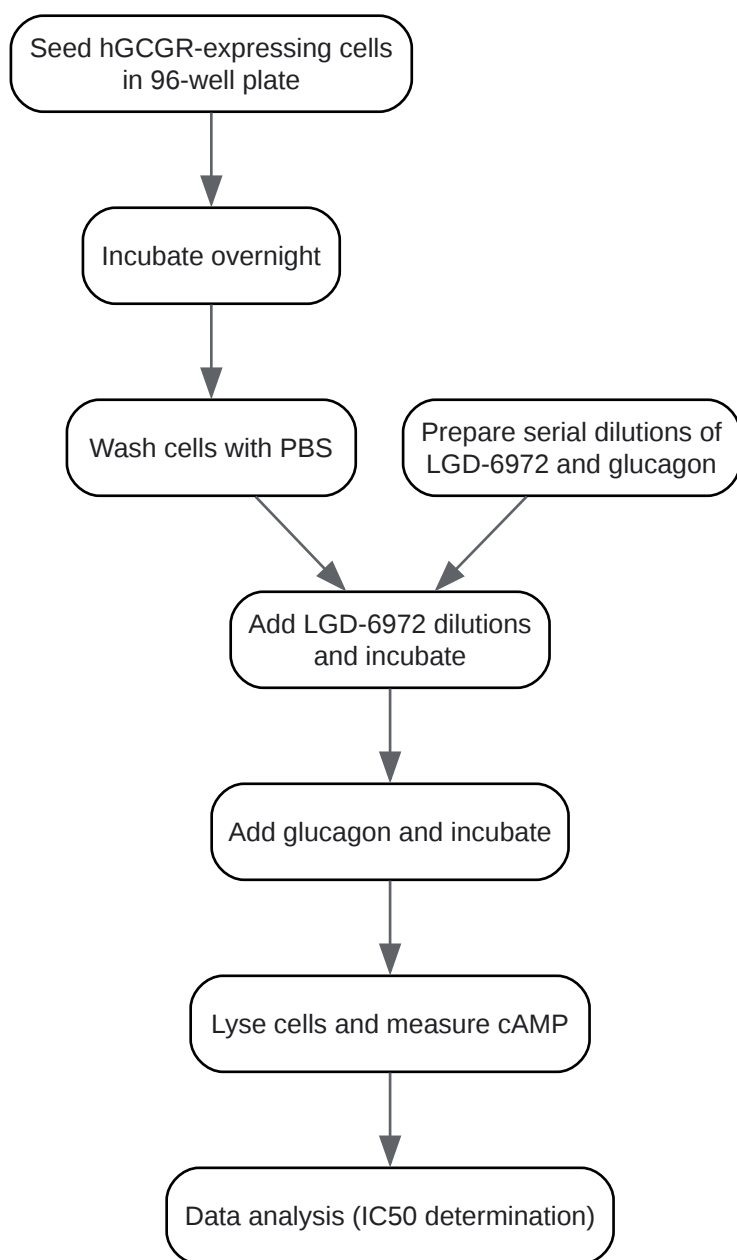 Seed hGCGR-expressing cells
in 96-well plate
Incubate overnight
Wash cells with PBS
Prepare serial dilutions of
LGD-6972 and glucagon
Add LGD-6972 dilutions
and incubate
Add glucagon and incubate
Lyse cells and measure cAMP
Data analysis (IC50 determination)